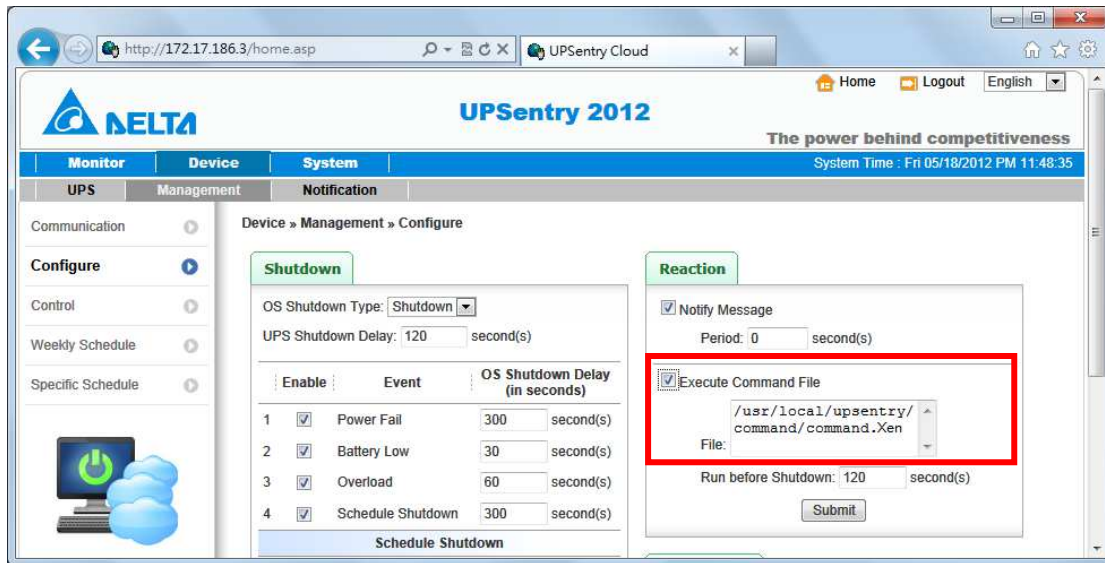 http://172.17.186.3/home.asp
UPSentry Cloud
Home
Logout
English
DELTA
UPSentry 2012
The power behind competitiveness
Monitor
Device
System
System Time : Fri 05/18/2012 PM 11:48:35
UPS
Management
Notification
Communication
Configure
Control
Weekly Schedule
Specific Schedule
Device » Management » Configure
Shutdown
OS Shutdown Type: Shutdown
UPS Shutdown Delay: 120 second(s)
Enable Event OS Shutdown Delay
(in seconds)
1 Power Fail 300 second(s)
2 Battery Low 30 second(s)
3 Overload 60 second(s)
4 Schedule Shutdown 300 second(s)
Schedule Shutdown
Reaction
Notify Message
Period: 0 second(s)
Execute Command File
/usr/local/upsentry/
command/command.Xen
File:
Run before Shutdown: 120 second(s)
Submit